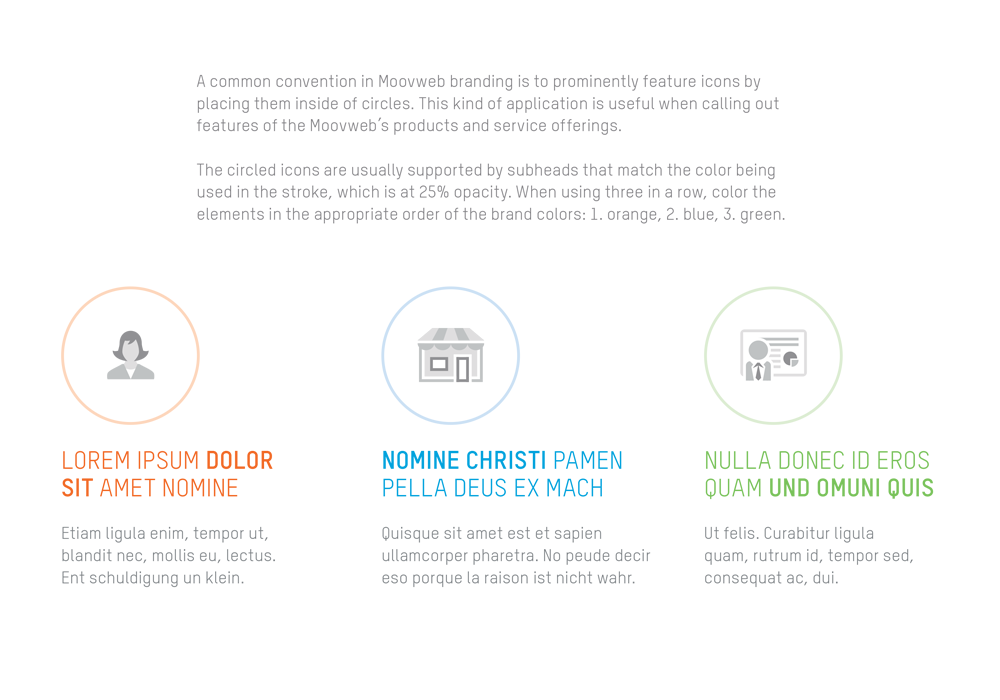 A common convention in Moovweb branding is to prominently feature icons by
placing them inside of circles. This kind of application is useful when calling out
features of the Moovweb's products and service offerings.
The circled icons are usually supported by subheads that match the color being
used in the stroke, which is at 25% opacity. When using three in a row, color the
elements in the appropriate order of the brand colors: 1. orange, 2. blue, 3. green.
LOREM IPSUM DOLOR
SIT AMET NOMINE
Etiam ligula enim, tempor ut,
blandit nec, mollis eu, lectus.
Ent schuldigung un klein.
NOMINE CHRISTI PAMEN
PELLA DEUS EX MACH
Quisque sit amet est et sapien
ullamcorper pharetra. No peude decir
eso porque la raison ist nicht wahr.
NULLA DONEC ID EROS
QUAM UND OMUNI QUIS
Ut felis. Curabitur ligula
quam, rutrum id, tempor sed,
consequat ac, dui.